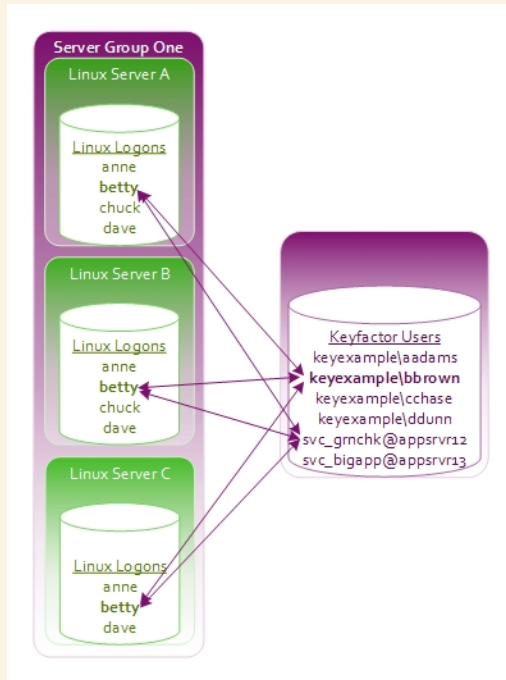 Server Group One
Linux Server A
Linux Logons
anne
betty
chuck
dave
Linux Server B
Linux Logons
anne
betty
chuck
dave
Linux Server C
Linux Logons
anne
betty
dave
Keyfactor Users
keyexample\aadams
keyexample\bbrown
keyexample\cchase
keyexample\ddunn
svc_grnchk@appsrvr12
svc_bigapp@appsrvr13